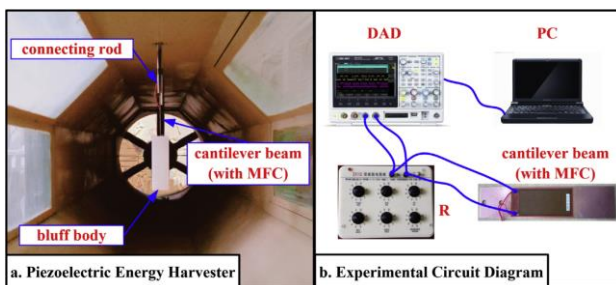 connecting rod
cantilever beam
(with MFC)
bluff body
a. Piezoelectric Energy Harvester
DAD
PC
cantilever beam
(with MFC)
R
b. Experimental Circuit Diagram